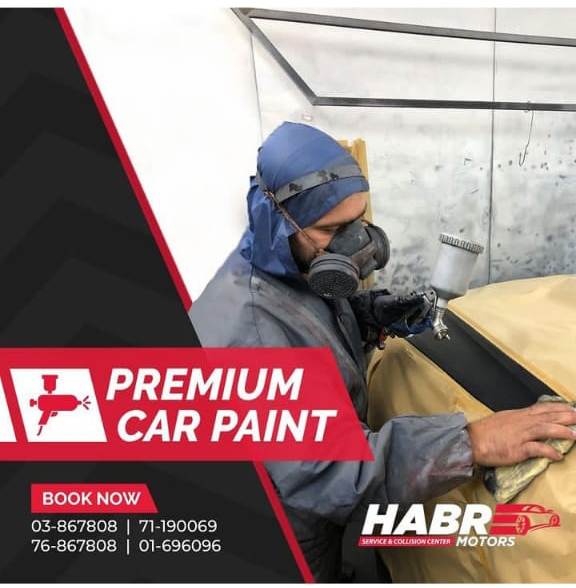 PREMIUM
CAR PAINT
BOOK NOW
03-867808 | 71-190069
76-867808 | 01-696096
HABR
SERVICE & COLLISION CENTER MOTORS